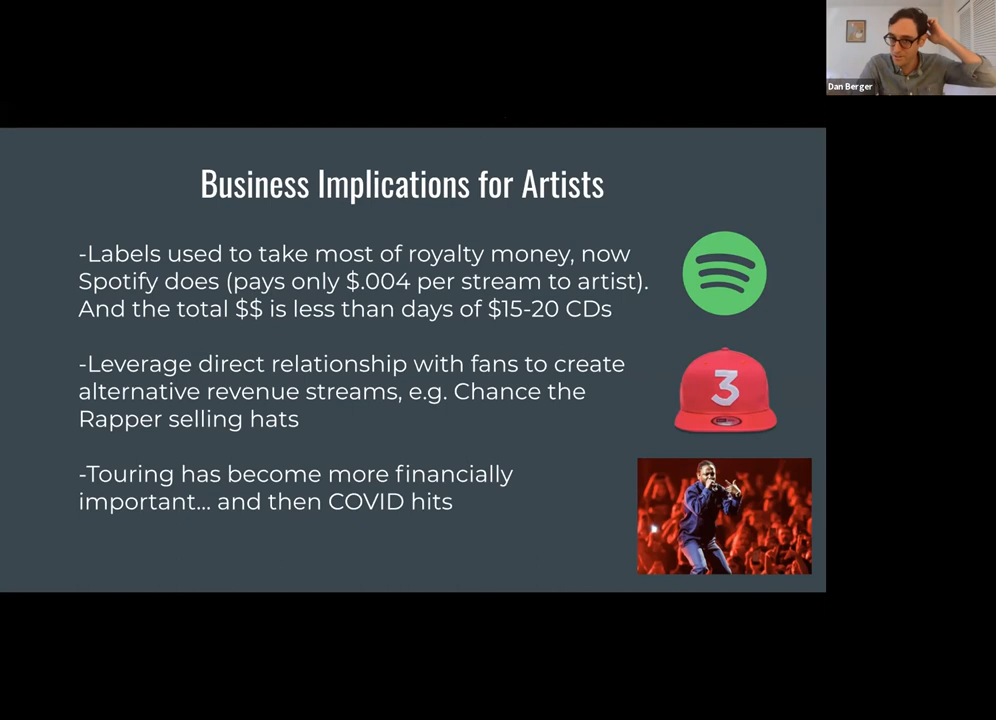 Dan Berger
Business Implications for Artists
-Labels used to take most of royalty money, now
Spotify does (pays only $.004 per stream to artist).
And the total $$ is less than days of $15-20 CDs
-Leverage direct relationship with fans to create
alternative revenue streams, e.g. Chance the
Rapper selling hats
3
-Touring has become more financially
important... and then COVID hits